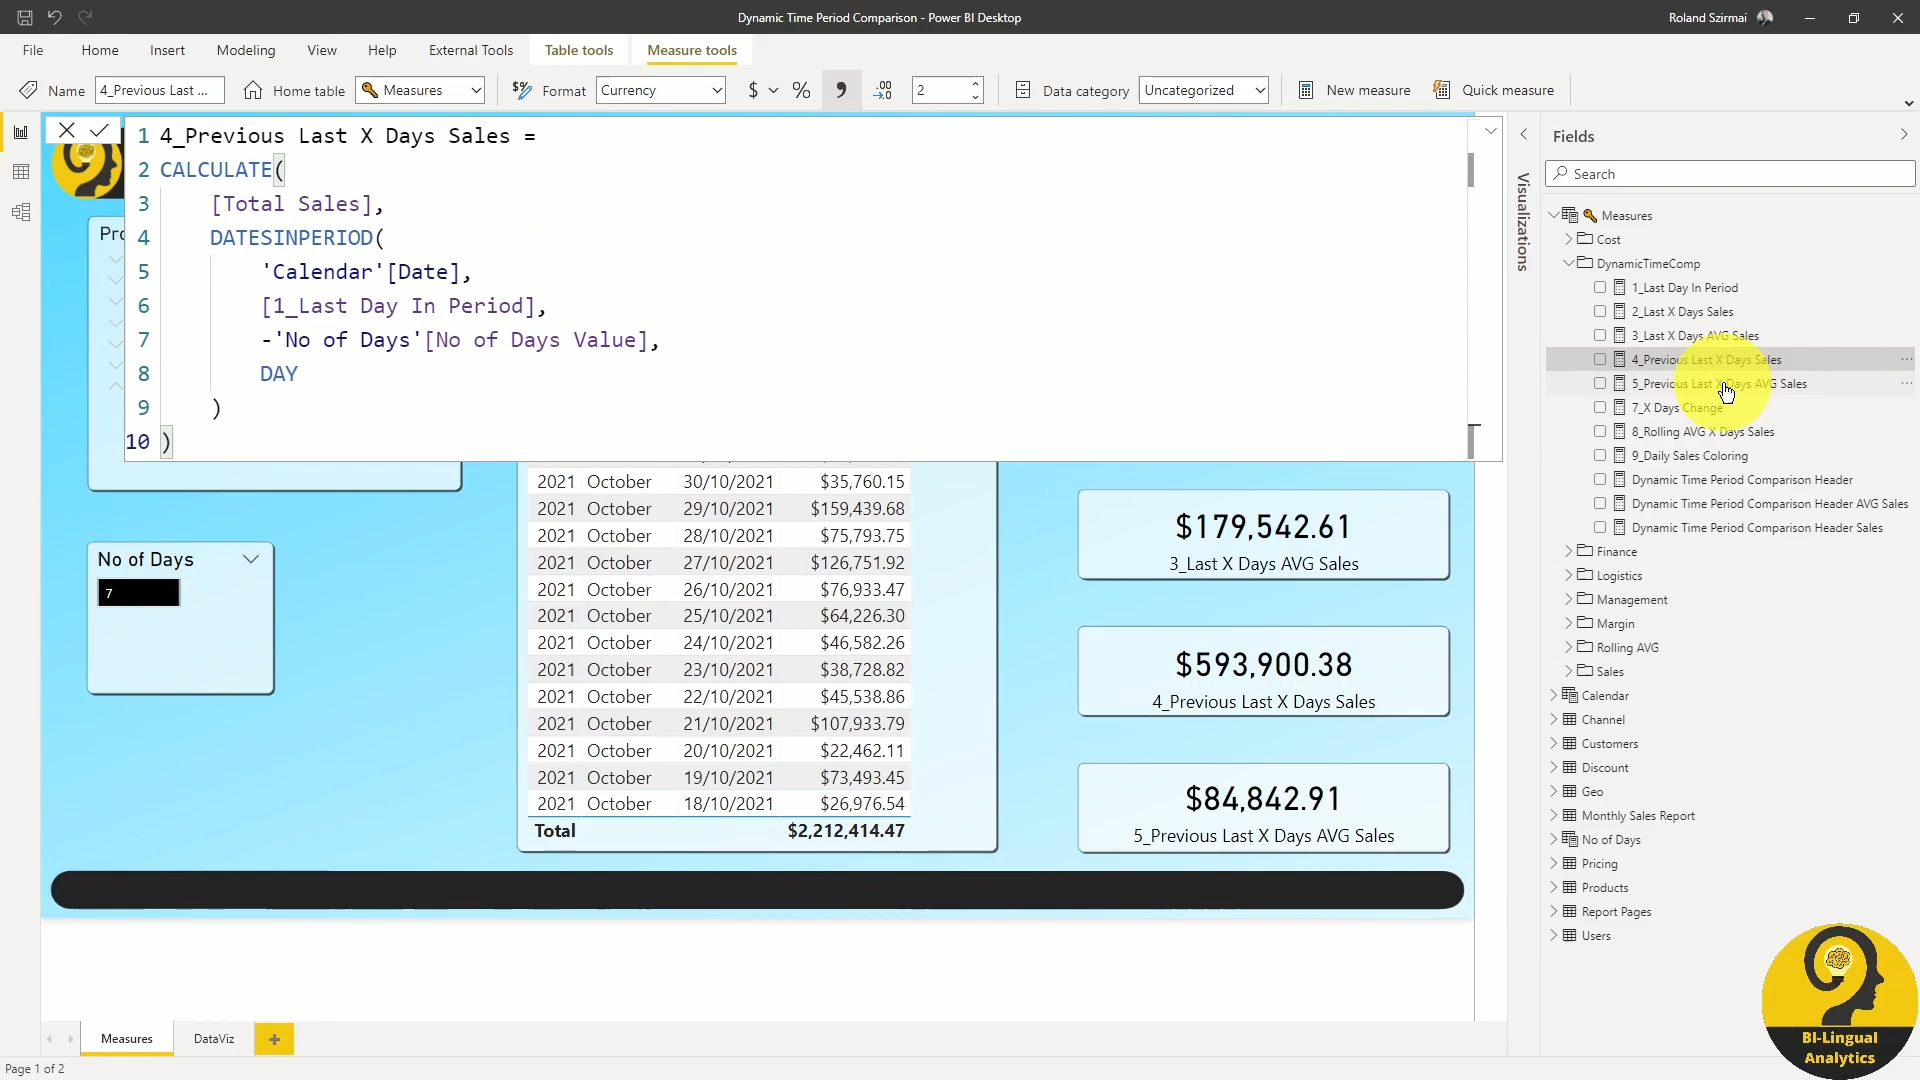 Dynamic Time Period Comparison - Power BI Desktop
Roland Szirmai
File Home Insert Modeling View Help External Tools Table tools Measure tools
Name 4_Previous Last ... Home table Measures Format Currency $ % , .00 2 Data category Uncategorized New measure Quick measure
1 4_Previous Last X Days Sales =
2 CALCULATE(
3 [Total Sales],
4 DATESINPERIOD(
5 'Calendar'[Date],
6 [1_Last Day In Period],
7 -'No of Days'[No of Days Value],
8 DAY
9 )
10 )
No of Days
7
2021 October 30/10/2021 $35,760.15
2021 October 29/10/2021 $159,439.68
2021 October 28/10/2021 $75,793.75
2021 October 27/10/2021 $126,751.92
2021 October 26/10/2021 $76,933.47
2021 October 25/10/2021 $64,226.30
2021 October 24/10/2021 $46,582.26
2021 October 23/10/2021 $38,728.82
2021 October 22/10/2021 $45,538.86
2021 October 21/10/2021 $107,933.79
2021 October 20/10/2021 $22,462.11
2021 October 19/10/2021 $73,493.45
2021 October 18/10/2021 $26,976.54
Total $2,212,414.47
$179,542.61
3_Last X Days AVG Sales
$593,900.38
4_Previous Last X Days Sales
$84,842.91
5_Previous Last X Days AVG Sales
Visualizations
Fields
Search
Measures
Cost
DynamicTimeComp
1_Last Day In Period
2_Last X Days Sales
3_Last X Days AVG Sales
4_Previous Last X Days Sales
5_Previous Last X Days AVG Sales
7_X Days Change
8_Rolling AVG X Days Sales
9_Daily Sales Coloring
Dynamic Time Period Comparison Header
Dynamic Time Period Comparison Header AVG Sales
Dynamic Time Period Comparison Header Sales
Finance
Logistics
Management
Margin
Rolling AVG
Sales
Calendar
Channel
Customers
Discount
Geo
Monthly Sales Report
No of Days
Pricing
Products
Report Pages
Users
BI-Lingual
Analytics
Measures DataViz
Page 1 of 2